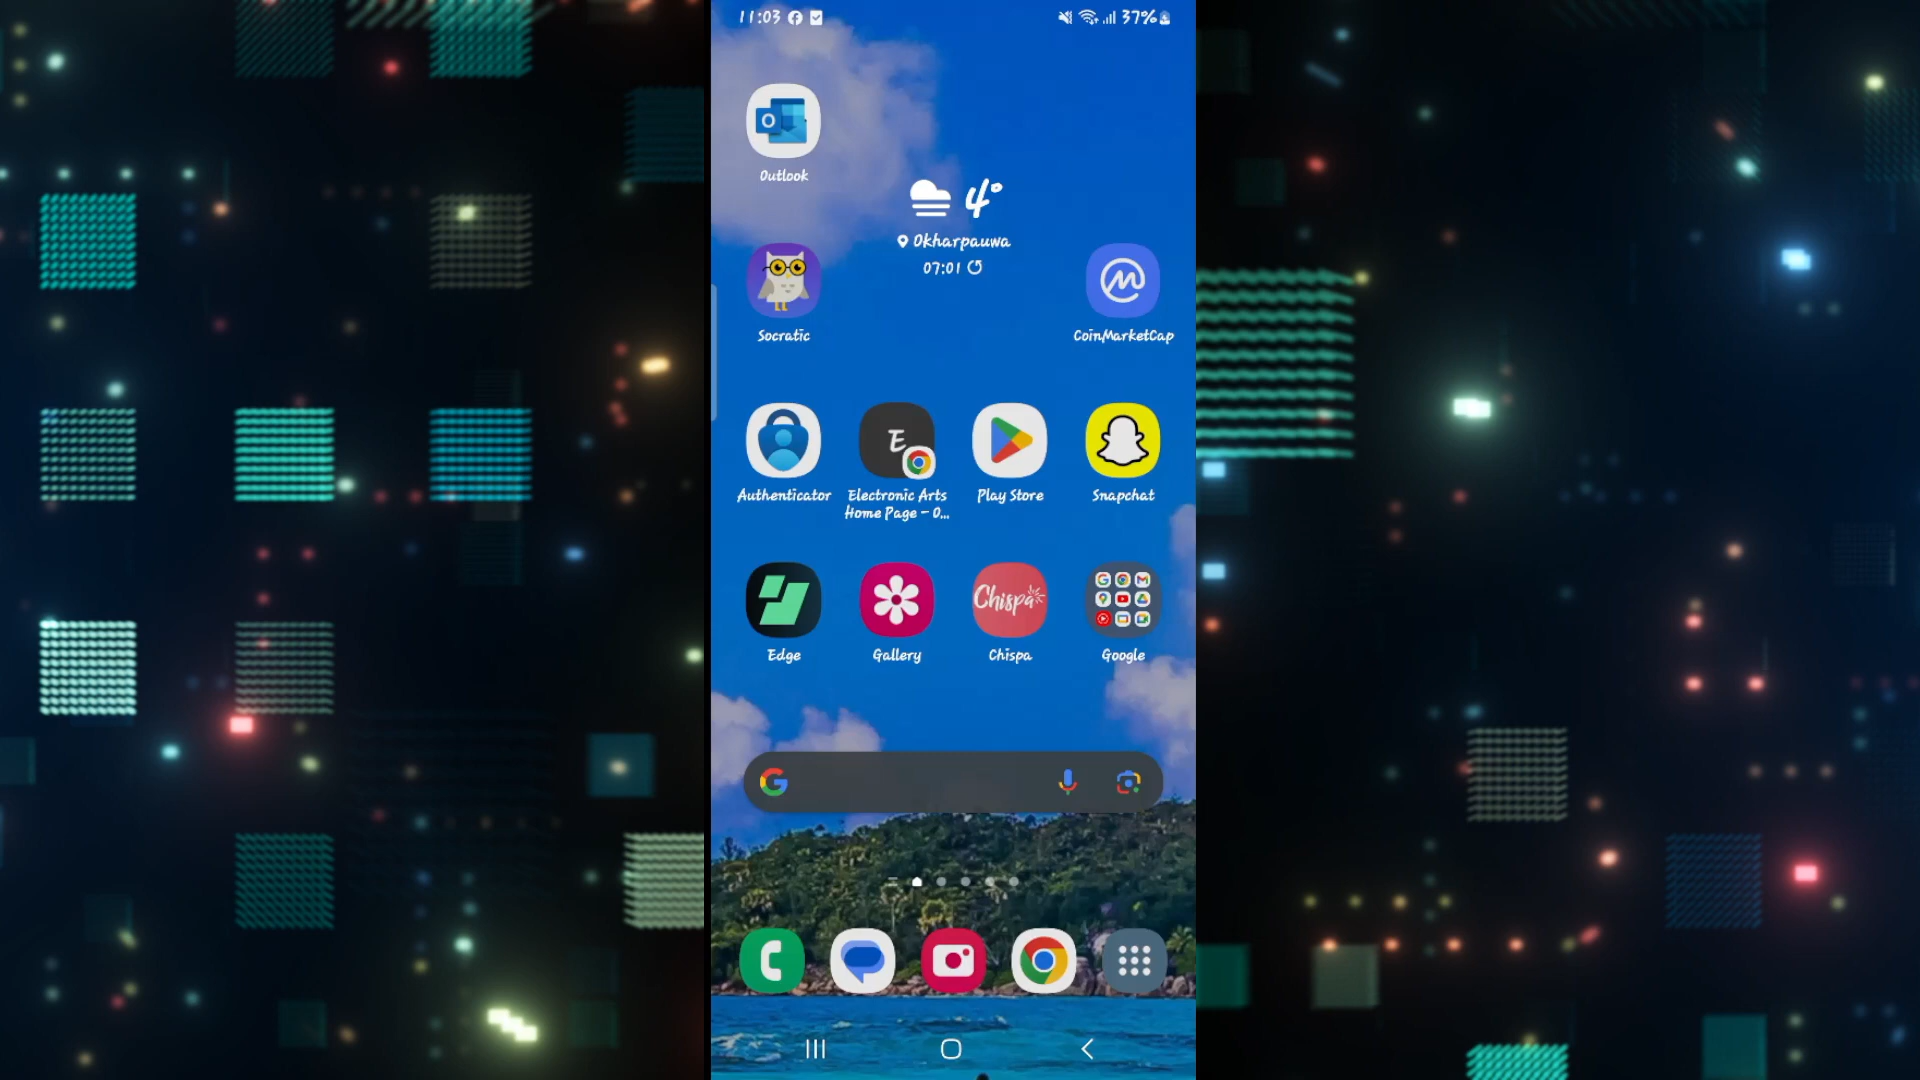 11:03
37%
Outlook
4°
Okharpauwa
07:01
Socratic
CoinMarketCap
E
Authenticator
Electronic Arts
Home Page - O...
Play Store
Snapchat
Chispa
Edge
Gallery
Chispa
Google